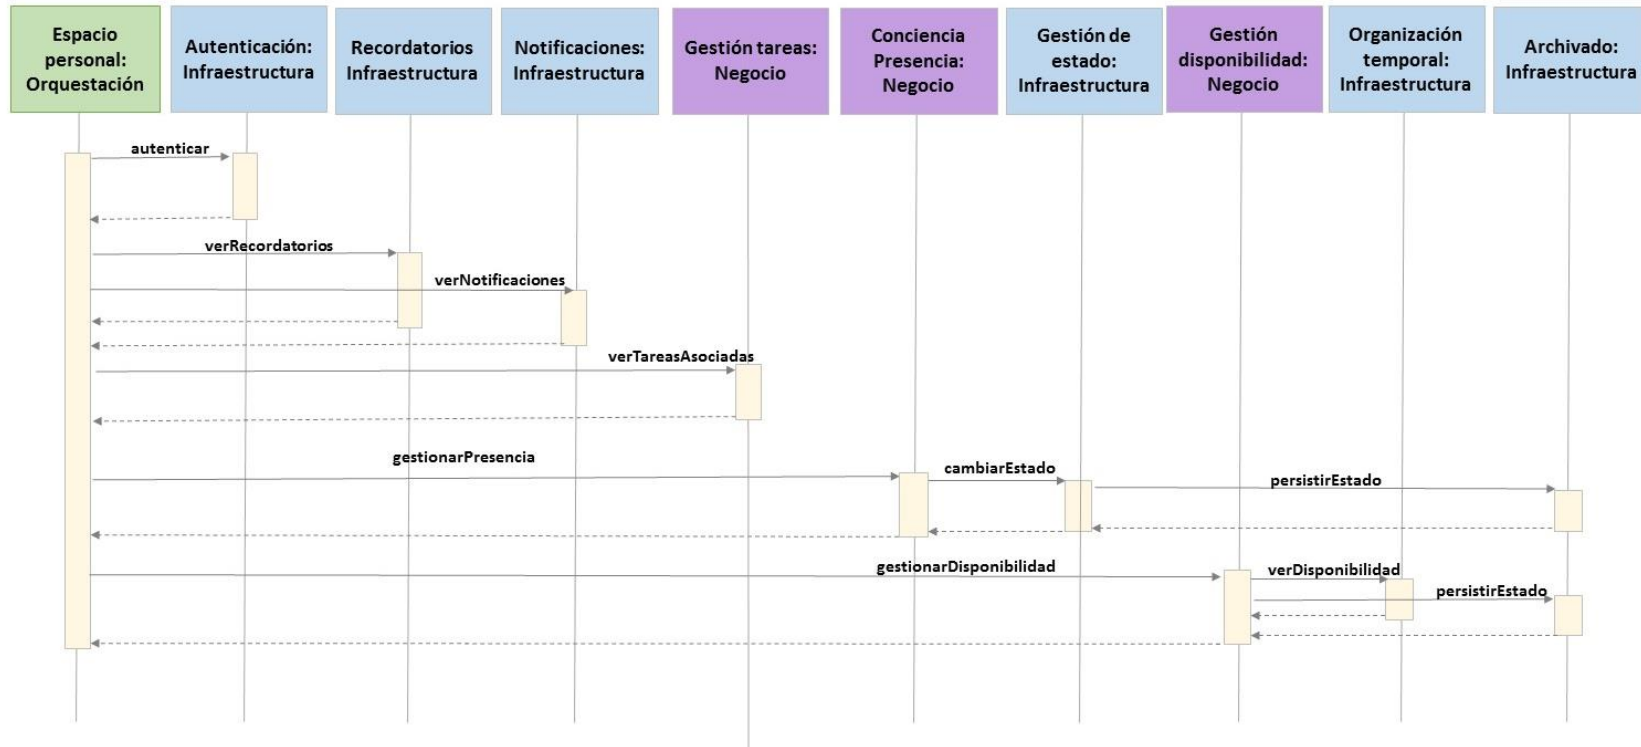 Espacio
personal:
Orquestación
Autenticación:
Infraestructura
Recordatorios
Infraestructura
Notificaciones:
Infraestructura
Gestión tareas:
Negocio
Conciencia
Presencia:
Negocio
Gestión de
estado:
Infraestructura
Gestión
disponibilidad:
Negocio
Organización
temporal:
Infraestructura
Archivado:
Infraestructura
autenticar
verRecordatorios
verNotificaciones
verTareasAsociadas
gestionarPresencia
cambiarEstado
persistirEstado
gestionarDisponibilidad
verDisponibilidad
persistirEstado